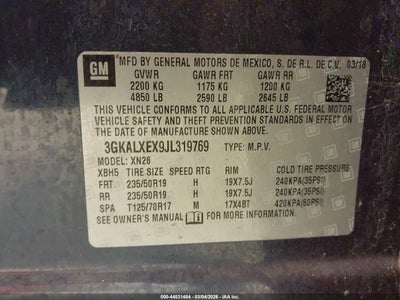 GM
MFD. BY GENERAL MOTORS DE MEXICO, S. DE R.L. DE C.V. 03/18
GVWR GAWR FRT GAWR RR
2200 KG 1175 KG 1200 KG
4850 LB 2590 LB 2645 LB
THIS VEHICLE CONFORMS TO ALL APPLICABLE U.S. FEDERAL MOTOR
VEHICLE SAFETY AND THEFT PREVENTION STANDARDS IN EFFECT
ON THE DATE OF MANUFACTURE SHOWN ABOVE.
3GKALXEX9JL319769 TYPE: M.P.V.
MODEL: XN26
XBH5 TIRE SIZE SPEED RTG RIM COLD TIRE PRESSURE
FRT 235/50R19 H 19X7.5J 240KPA(35PSI)
RR 235/50R19 H 19X7.5J 240KPA(35PSI)
SPA T125/70R17 M 17X4BT 420KPA(60PSI)
SEE OWNER'S MANUAL FOR MORE INFORMATION.
000-44531484 - 03/04/2026 - IAA Inc.